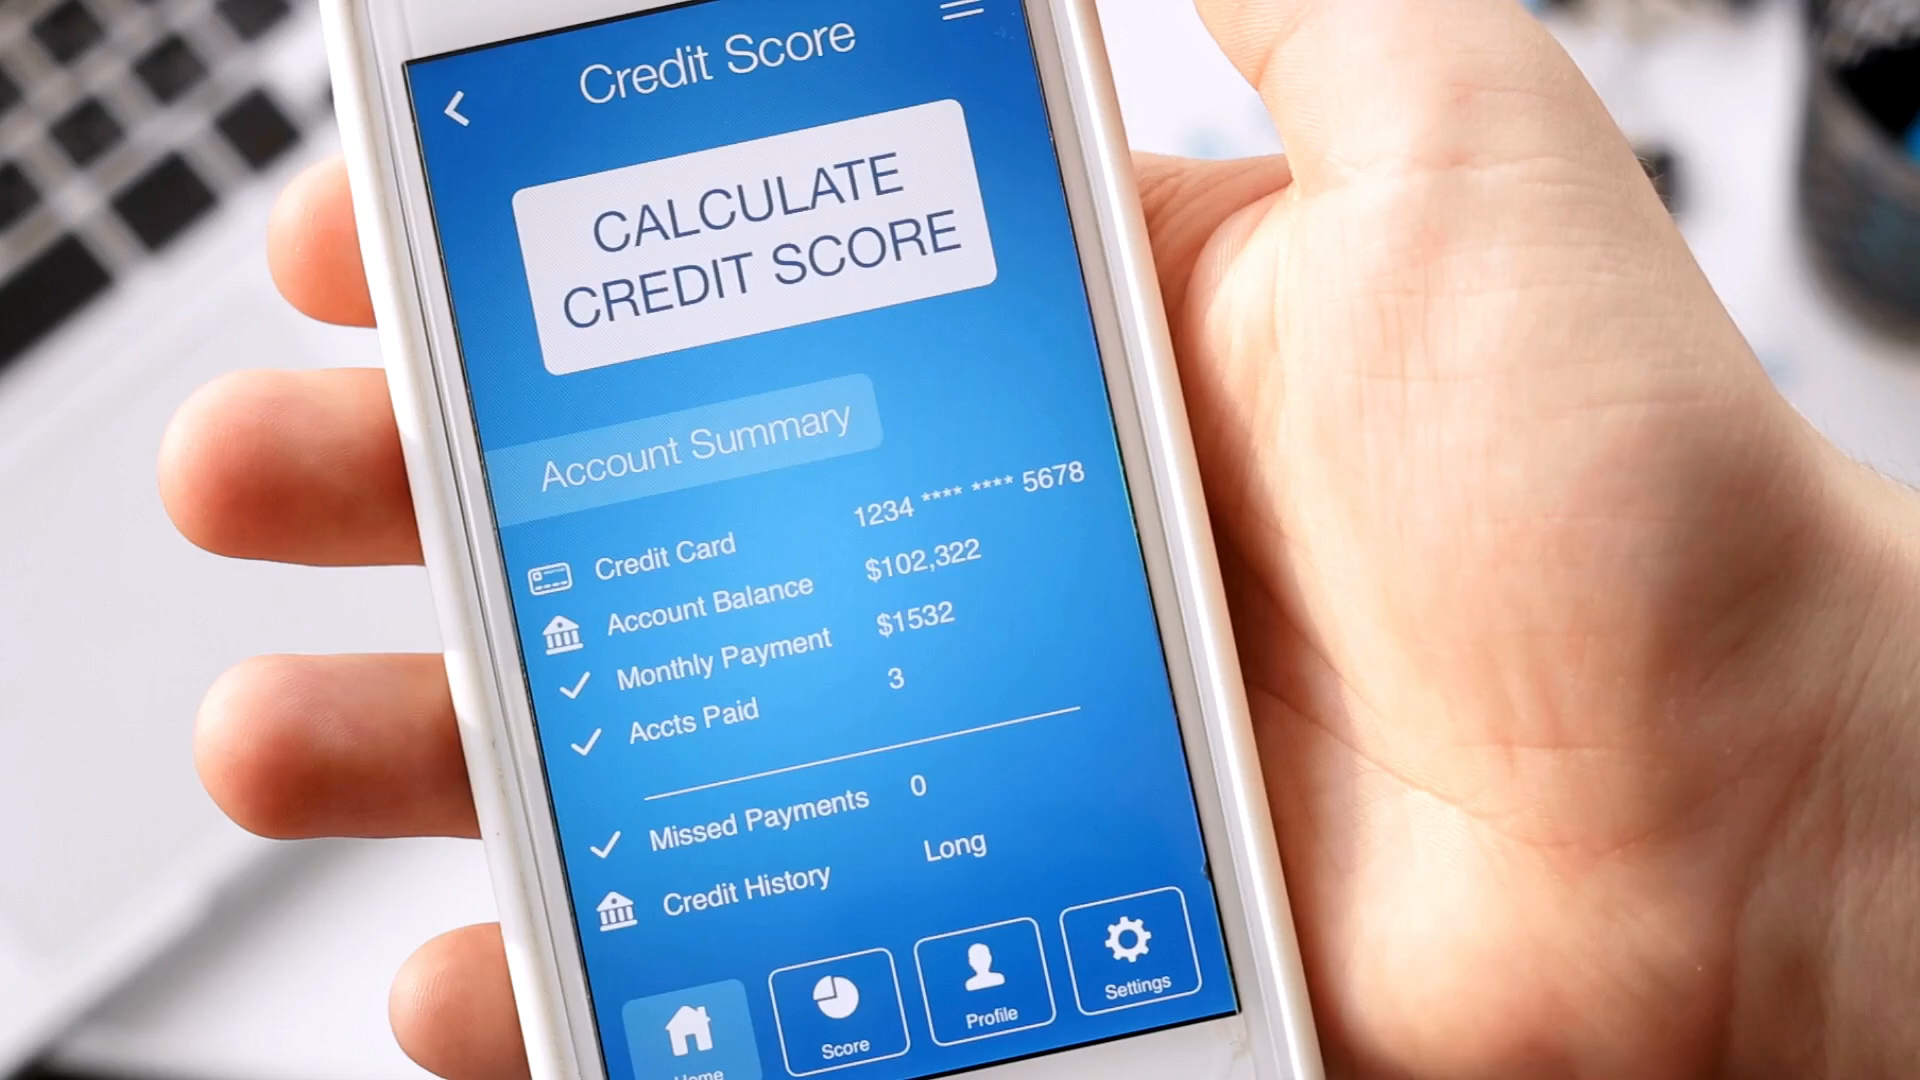 Credit Score
CALCULATE
CREDIT SCORE
Account Summary
Credit Card 1234 **** **** 5678
Account Balance $102,322
Monthly Payment $1532
Accts Paid 3
Missed Payments 0
Credit History Long
Home Score Profile Settings